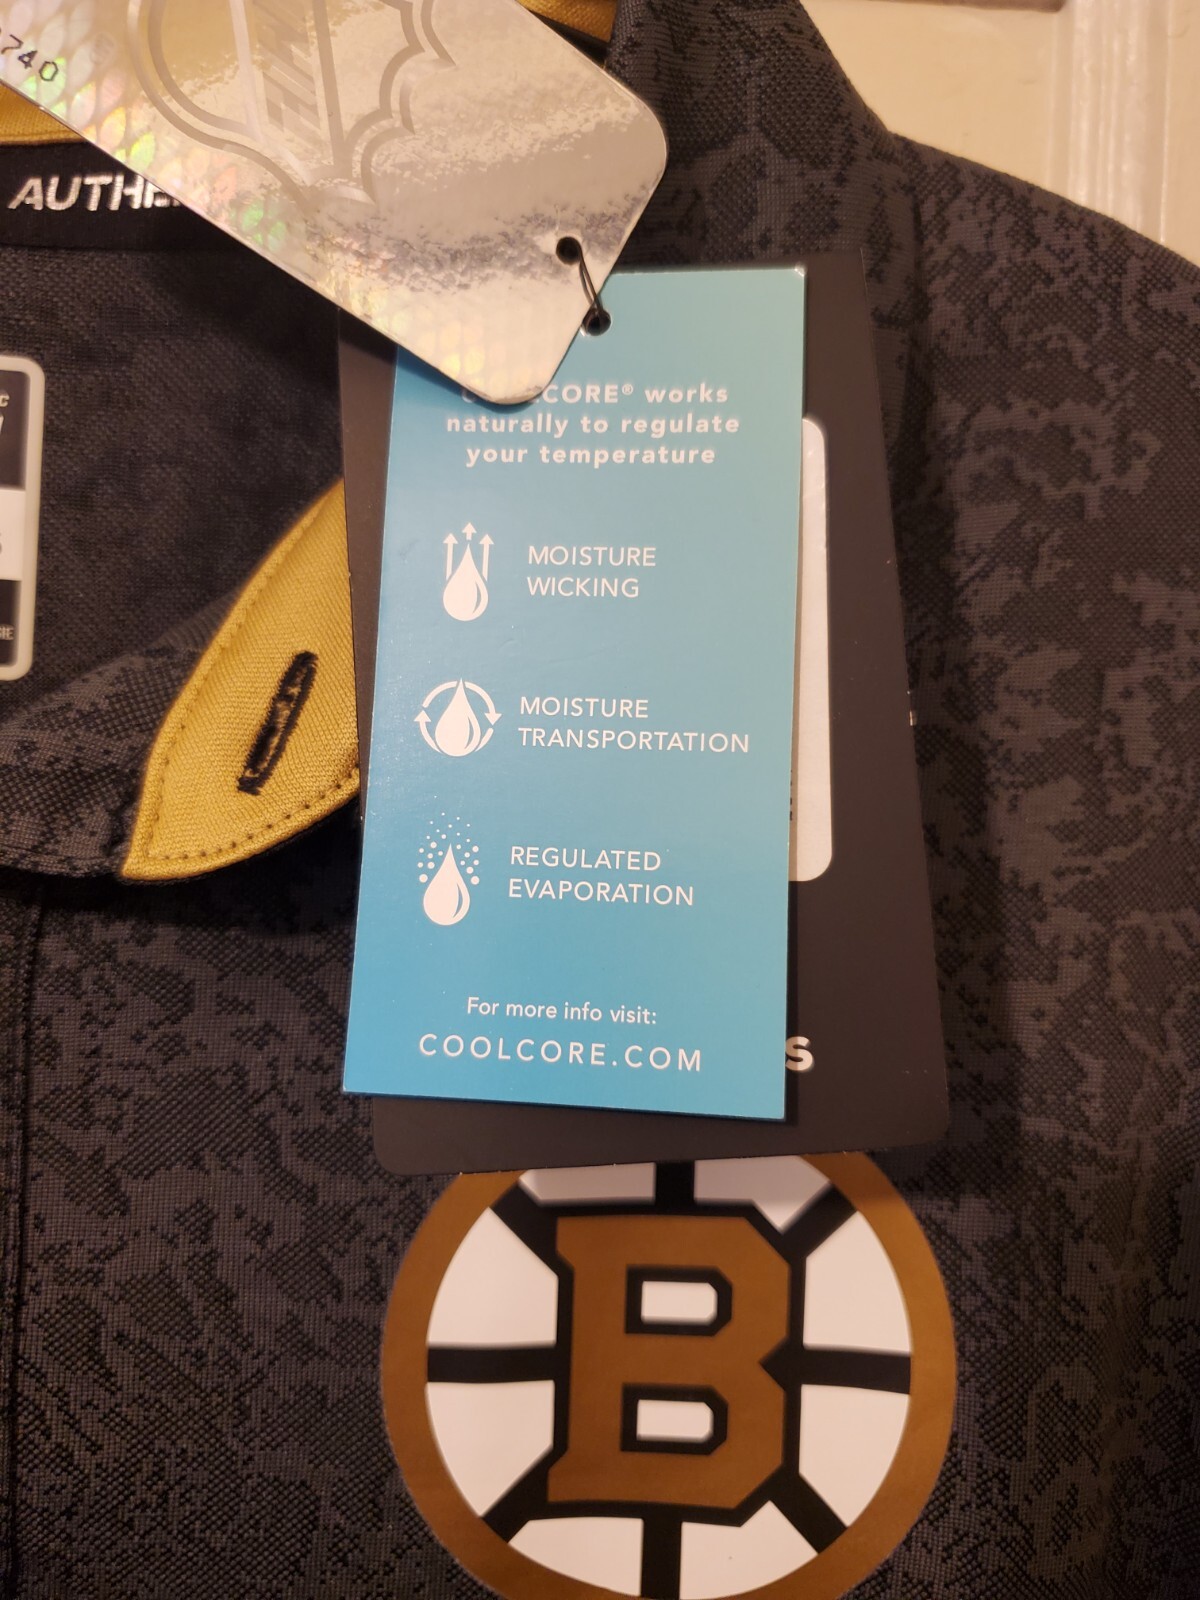 740
NHL
AUTHE
CORE® works
naturally to regulate
your temperature
MOISTURE
WICKING
MOISTURE
TRANSPORTATION
REGULATED
EVAPORATION
For more info visit:
COOLCORE.COM
S
B